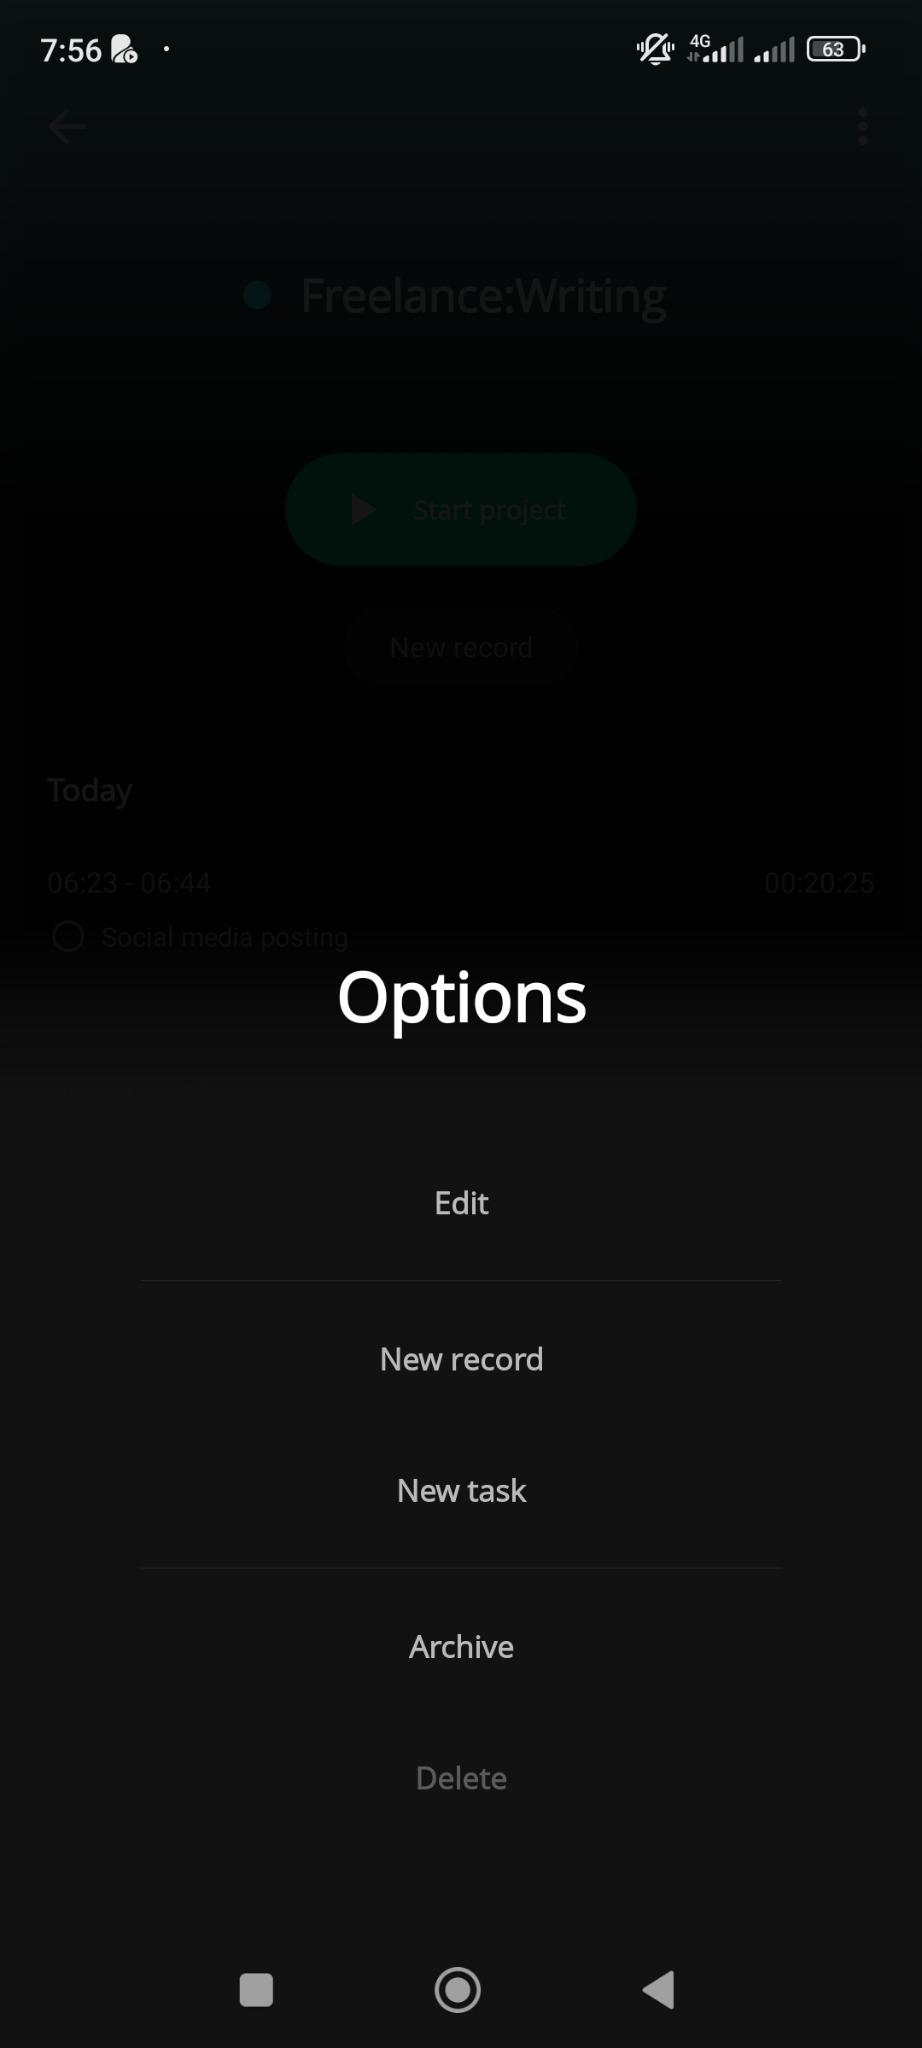 7:56
4G
63
Freelance:Writing
Start project
New record
Today
06:23 - 06:44 00:20:25
Social media posting
Options
Edit
New record
New task
Archive
Delete